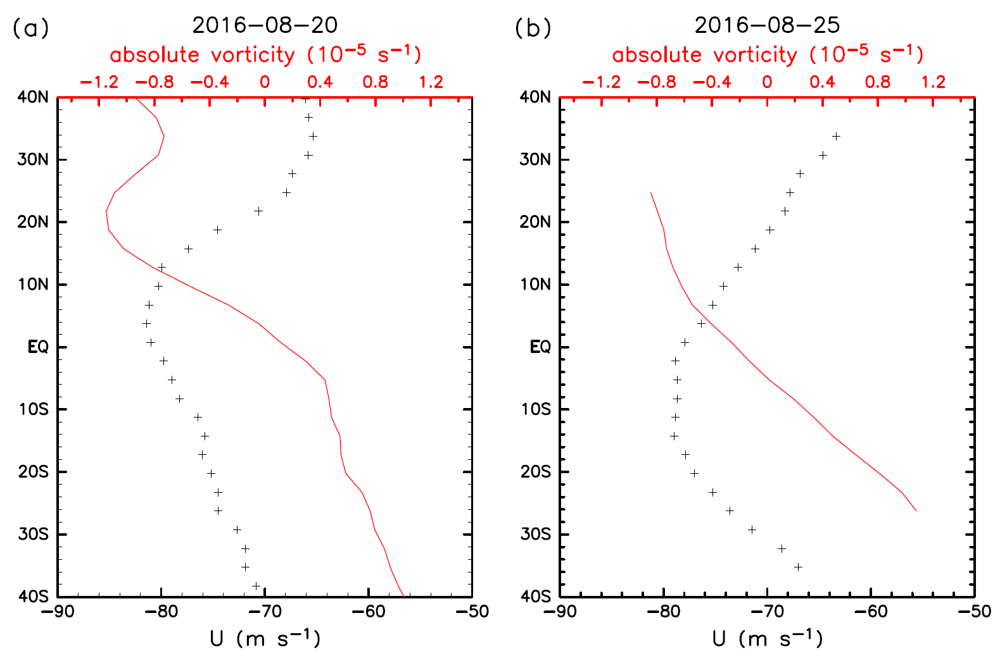 (a) 2016−08−20
absolute vorticity (10⁻⁵ s⁻¹)
−1.2 −0.8 −0.4 0 0.4 0.8 1.2
40N
30N
20N
10N
EQ
10S
20S
30S
40S
−90 −80 −70 −60 −50
U (m s⁻¹)
(b) 2016−08−25
absolute vorticity (10⁻⁵ s⁻¹)
−1.2 −0.8 −0.4 0 0.4 0.8 1.2
40N
30N
20N
10N
EQ
10S
20S
30S
40S
−90 −80 −70 −60 −50
U (m s⁻¹)